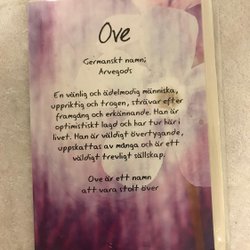 Ove
Germanskt namn;
Arvegods
En vänlig och ädelmodig människa,
uppriktig och trogen, strävar efter
framgång och erkännande. Han är
optimistiskt lagd och har tur här i
livet. Han är väldigt övertygande,
uppskattas av många och är ett
väldigt trevligt sällskap.
Ove är ett namn
att vara stolt över